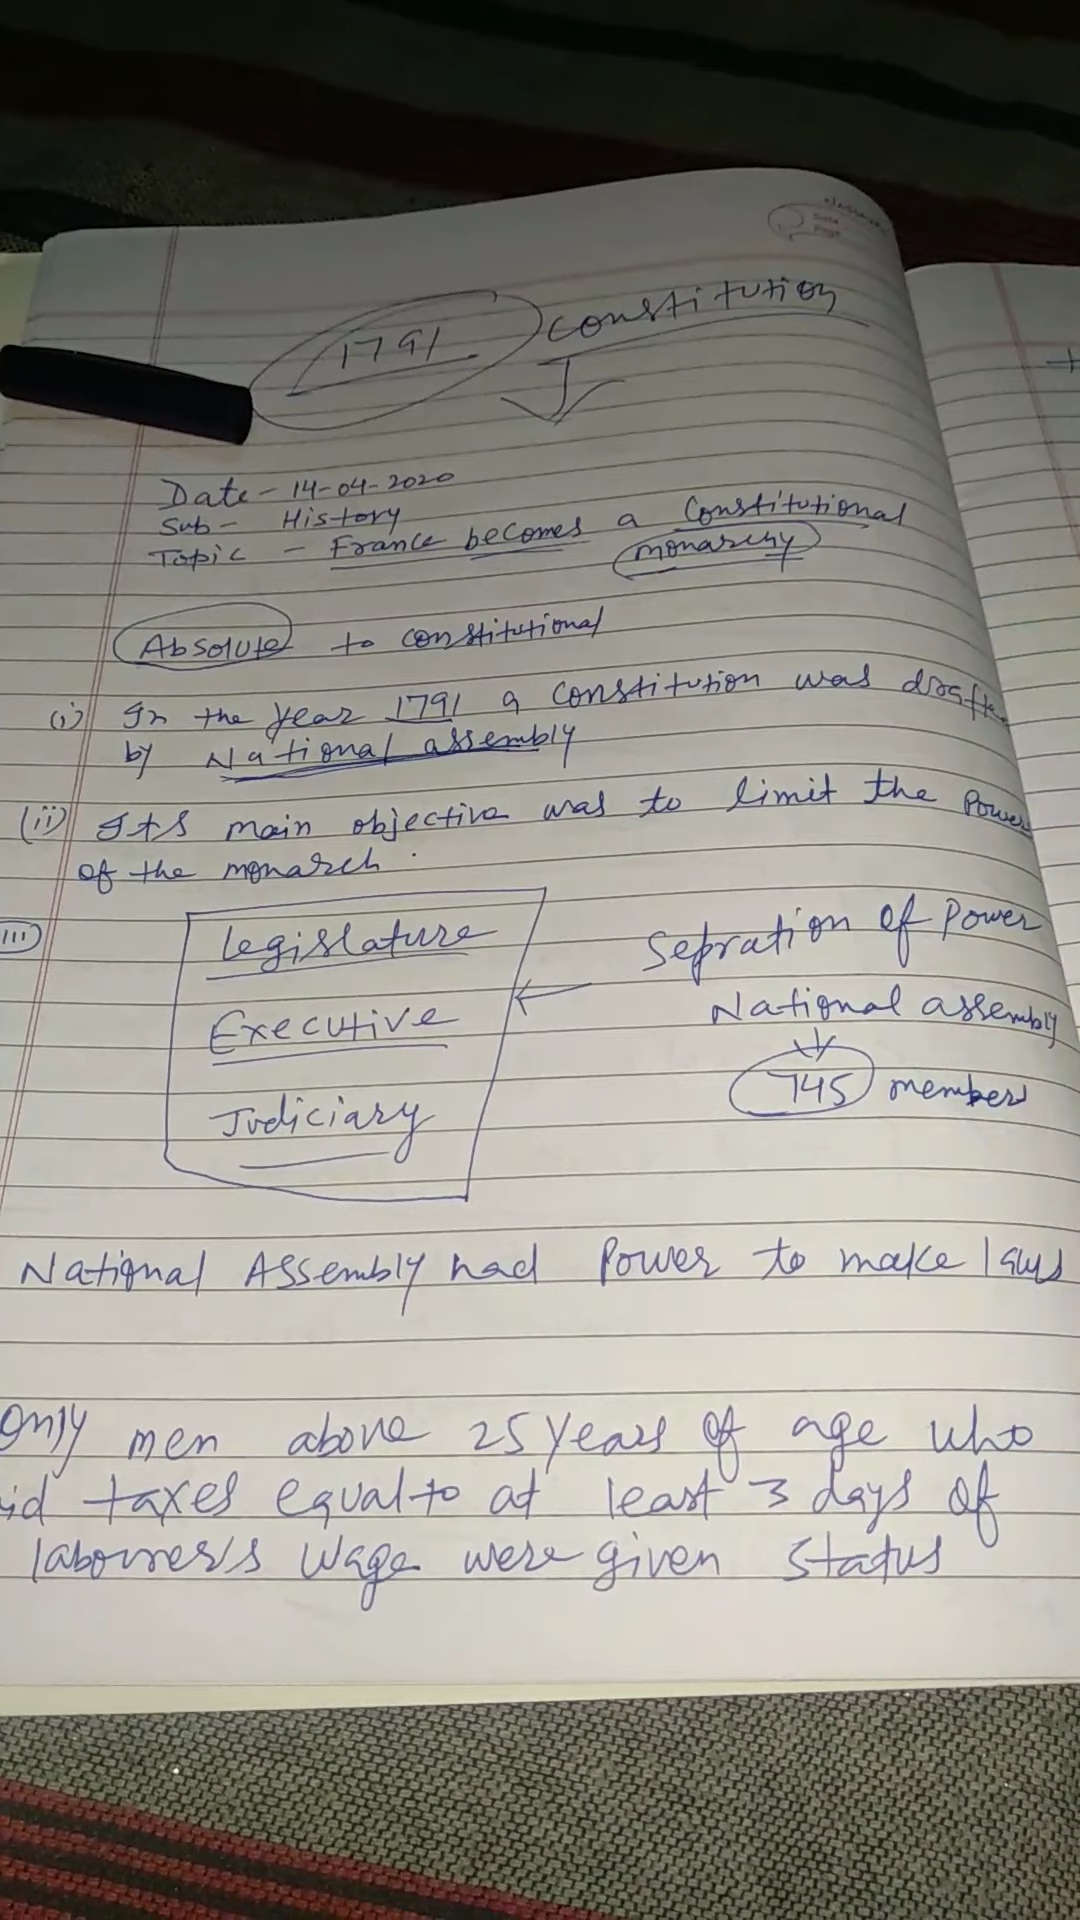 1791 Constitution
Date - 14-04-2020
Sub - History
Topic - France becomes a Constitutional
monarchy
Absolute to constitutional
(i) In the year 1791 a constitution was drafte
by National assembly
(ii) Its main objective was to limit the Power
of the monarch.
(iii)
Legislature
Executive
Judiciary
Sepration of Power
National assembly
745 members
National Assembly had Power to make laws
Only men above 25 years of age who
id taxes equal to at least 3 days of
labourer's wage were given status